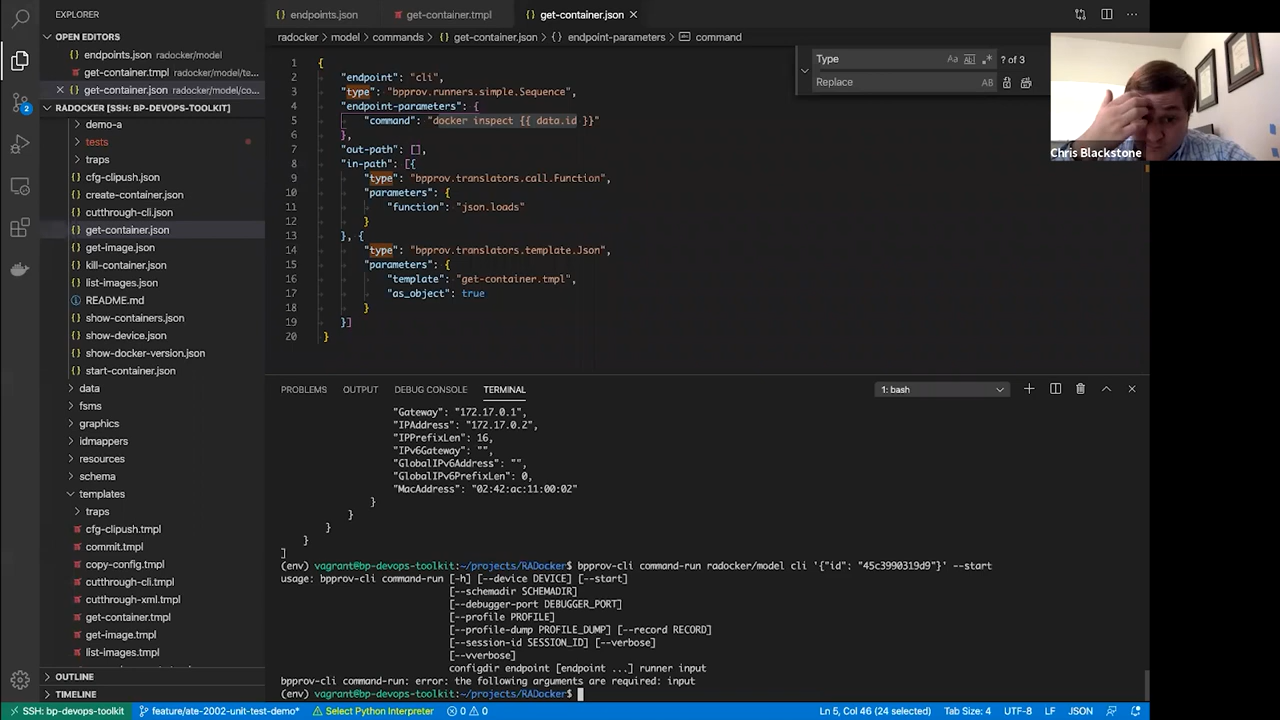 EXPLORER
OPEN EDITORS
endpoints.json radocker/model
get-container.tmpl radocker/model/te...
get-container.json radocker/model/co...
RADOCKER [SSH: BP-DEVOPS-TOOLKIT]
demo-a
tests
traps
cfg-clipush.json
create-container.json
cutthrough-cli.json
get-container.json
get-image.json
kill-container.json
list-images.json
README.md
show-containers.json
show-device.json
show-docker-version.json
start-container.json
data
fsms
graphics
idmappers
resources
schema
templates
traps
cfg-clipush.tmpl
commit.tmpl
copy-config.tmpl
cutthrough-cli.tmpl
cutthrough-xml.tmpl
get-container.tmpl
get-image.tmpl
list-images.tmpl
OUTLINE
TIMELINE
2
endpoints.json get-container.tmpl get-container.json
radocker > model > commands > get-container.json > endpoint-parameters > command
Type Aa Abl .* ? of 3
Replace AB
1 {
2 "endpoint": "cli",
3 "type": "bpprov.runners.simple.Sequence",
4 "endpoint-parameters": {
5 "command": "docker inspect {{ data.id }}"
6 },
7 "out-path": [],
8 "in-path": [{
9 "type": "bpprov.translators.call.Function",
10 "parameters": {
11 "function": "json.loads"
12 }
13 }, {
14 "type": "bpprov.translators.template.Json",
15 "parameters": {
16 "template": "get-container.tmpl",
17 "as_object": true
18 }
19 }]
20 }
Chris Blackstone
PROBLEMS OUTPUT DEBUG CONSOLE TERMINAL 1: bash
"Gateway": "172.17.0.1",
"IPAddress": "172.17.0.2",
"IPPrefixLen": 16,
"IPv6Gateway": "",
"GlobalIPv6Address": "",
"GlobalIPv6PrefixLen": 0,
"MacAddress": "02:42:ac:11:00:02"
}
}
}
}
]
(env) vagrant@bp-devops-toolkit:~/projects/RADocker$ bpprov-cli command-run radocker/model cli '{"id": "45c3990319d9"}' --start
usage: bpprov-cli command-run [-h] [--device DEVICE] [--start]
[--schemadir SCHEMADIR]
[--debugger-port DEBUGGER_PORT]
[--profile PROFILE]
[--profile-dump PROFILE_DUMP] [--record RECORD]
[--session-id SESSION_ID] [--verbose]
[--vverbose]
configdir endpoint [endpoint ...] runner input
bpprov-cli command-run: error: the following arguments are required: input
(env) vagrant@bp-devops-toolkit:~/projects/RADocker$
SSH: bp-devops-toolkit feature/ate-2002-unit-test-demo* Select Python Interpreter 0 0 Ln 5, Col 46 (24 selected) Tab Size: 4 UTF-8 LF JSON